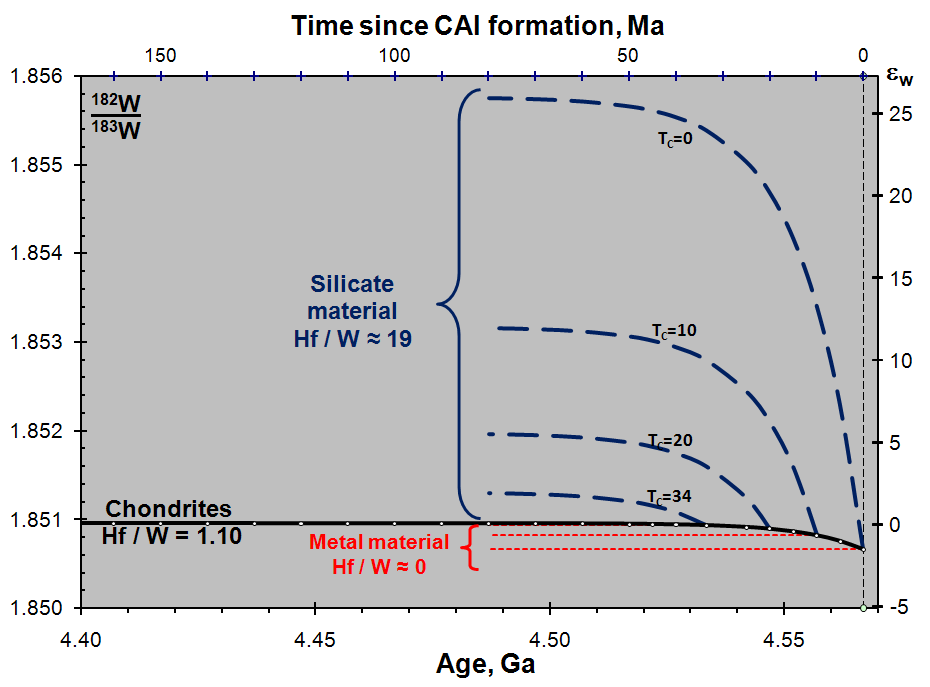 Time since CAI formation, Ma
150 100 50 0
1.856
1.855
1.854
1.853
1.852
1.851
1.850
182W
183W
εW
25
20
15
10
5
0
-5
TC=0
TC=10
TC=20
TC=34
Silicate
material
Hf / W ≈ 19
Chondrites
Hf / W = 1.10
Metal material
Hf / W ≈ 0
4.40 4.45 4.50 4.55
Age, Ga